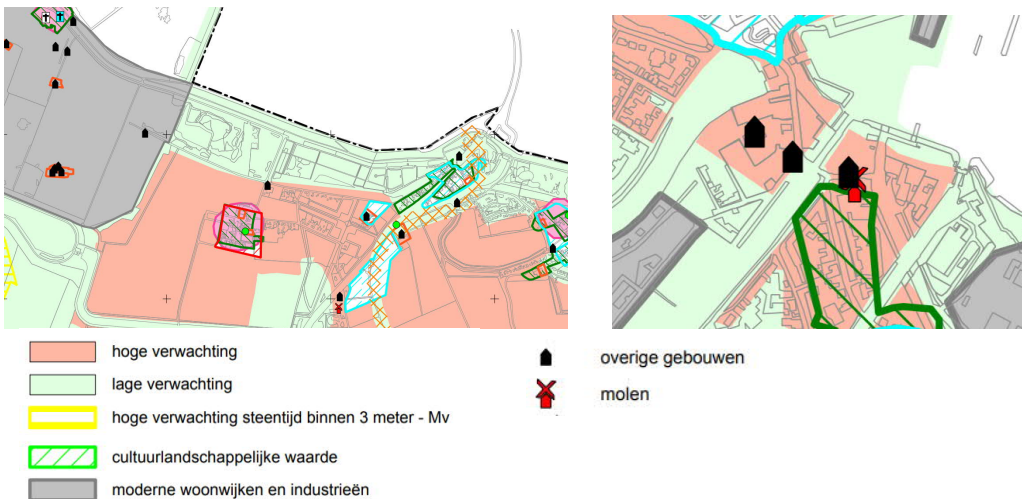 hoge verwachting
lage verwachting
hoge verwachting steentijd binnen 3 meter - Mv
cultuurlandschappelijke waarde
moderne woonwijken en industrieën
overige gebouwen
molen